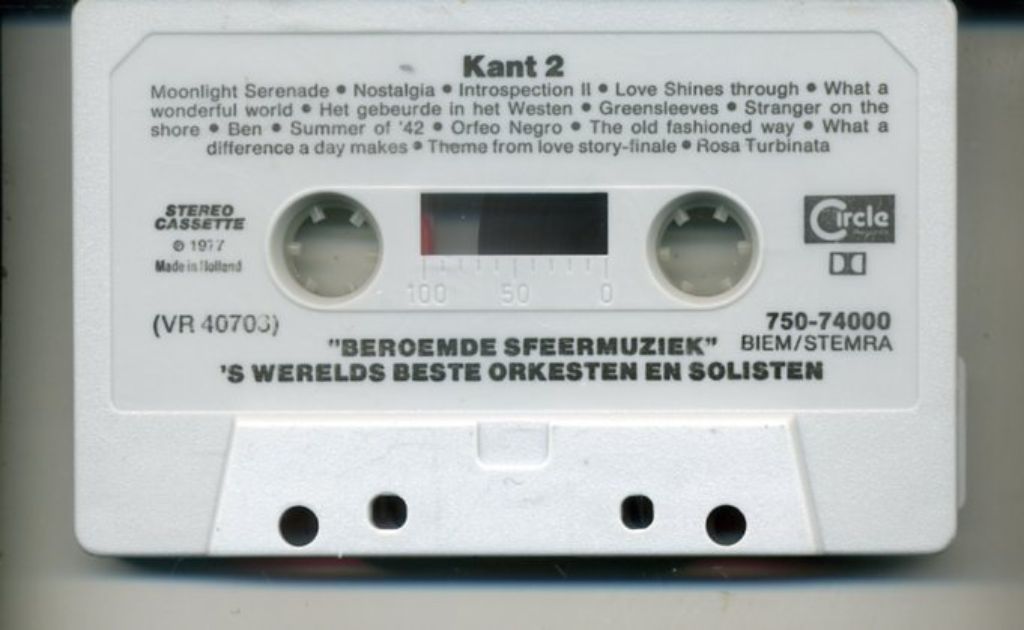 Kant 2
Moonlight Serenade • Nostalgia • Introspection II • Love Shines through • What a
wonderful world • Het gebeurde in het Westen • Greensleeves • Stranger on the
shore • Ben • Summer of '42 • Orfeo Negro • The old fashioned way • What a
difference a day makes • Theme from love story-finale • Rosa Turbinata
STEREO
CASSETTE
℗ 1977
Made in Holland
Circle
100 50 0
(VR 40703)
750-74000
BIEM/STEMRA
"BEROEMDE SFEERMUZIEK"
'S WERELDS BESTE ORKESTEN EN SOLISTEN